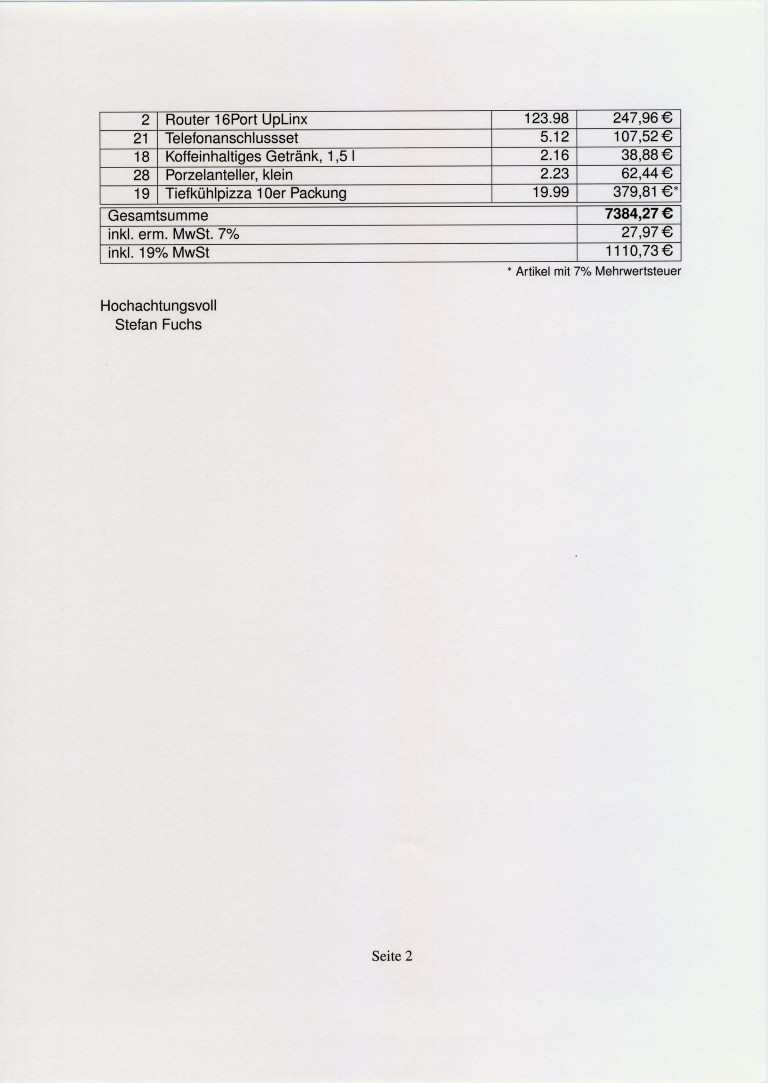 2 Router 16Port UpLinx 123.98 247,96 €
21 Telefonanschlussset 5.12 107,52 €
18 Koffeinhaltiges Getränk, 1,5 l 2.16 38,88 €
28 Porzelanteller, klein 2.23 62,44 €
19 Tiefkühlpizza 10er Packung 19.99 379,81 €*
Gesamtsumme 7384,27 €
inkl. erm. MwSt. 7% 27,97 €
inkl. 19% MwSt 1110,73 €
* Artikel mit 7% Mehrwertsteuer
Hochachtungsvoll
Stefan Fuchs
Seite 2